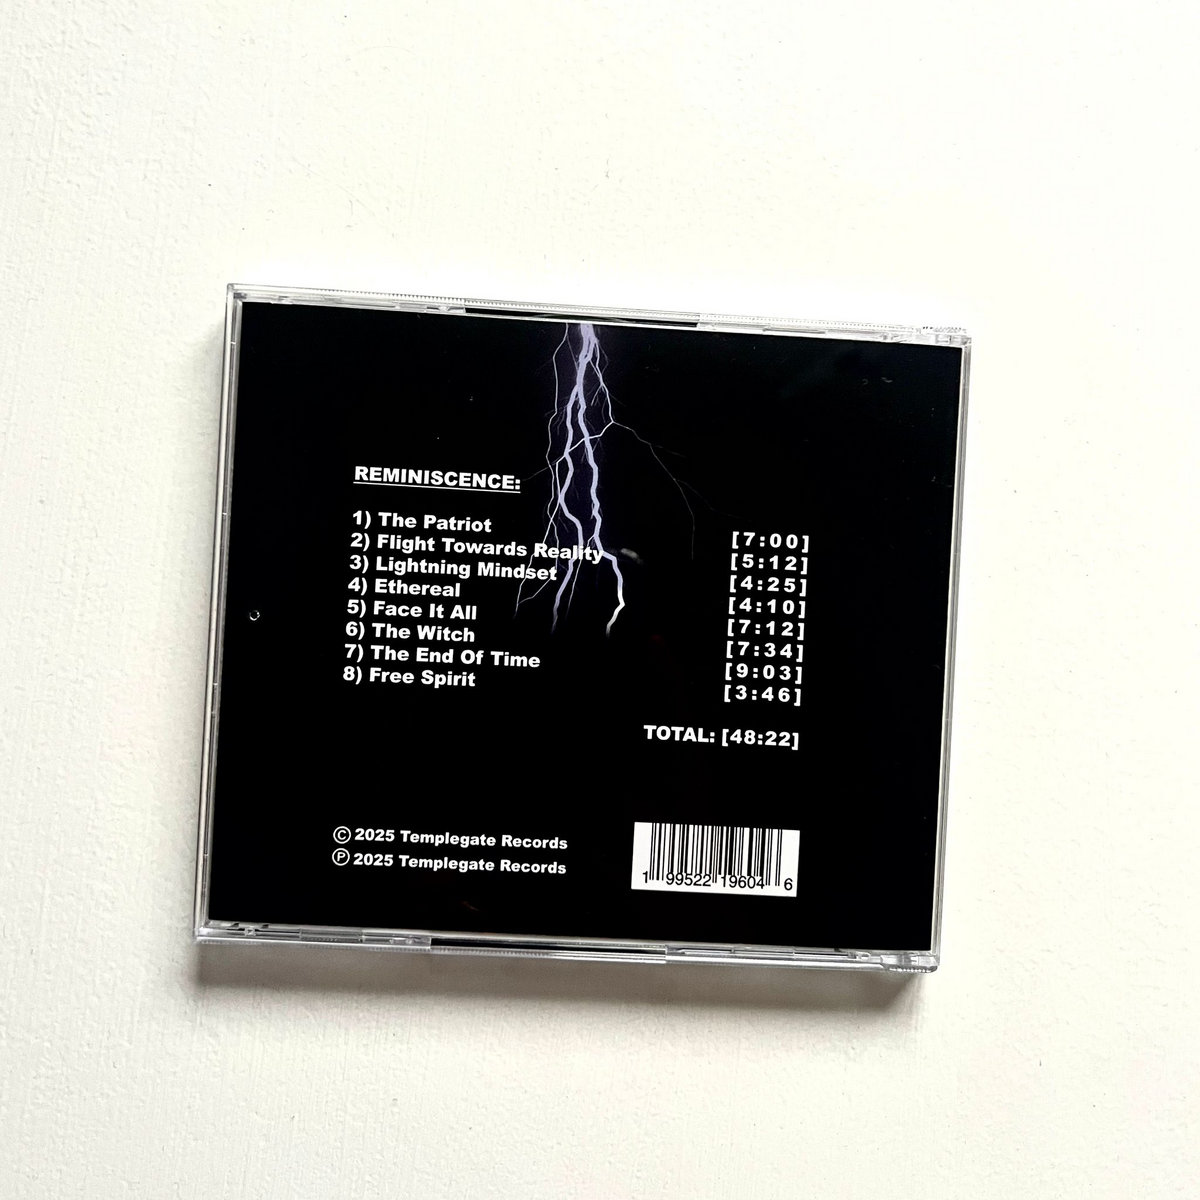 REMINISCENCE:
1) The Patriot [7:00]
2) Flight Towards Reality [5:12]
3) Lightning Mindset [4:25]
4) Ethereal [4:10]
5) Face It All [7:12]
6) The Witch [7:34]
7) The End Of Time [9:03]
8) Free Spirit [3:46]
TOTAL: [48:22]
© 2025 Templegate Records
℗ 2025 Templegate Records
1 99522 19604 6